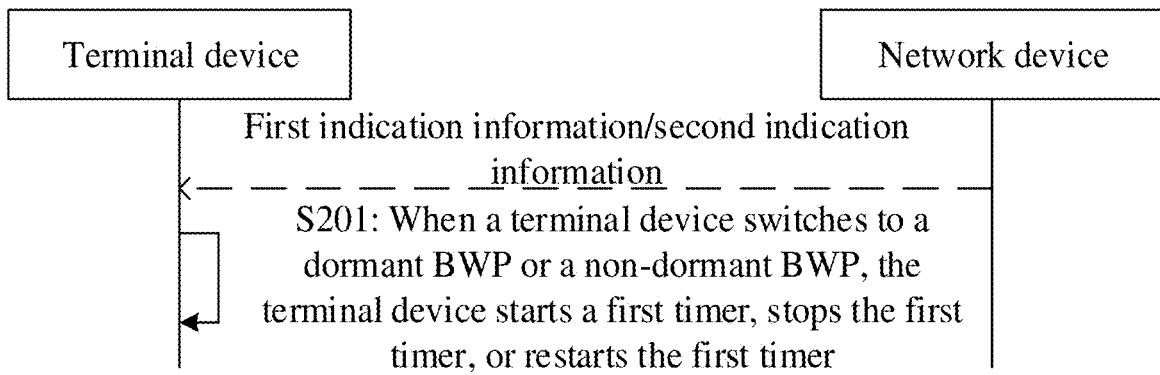 Terminal device
Network device
First indication information/second indication
information
S201: When a terminal device switches to a
dormant BWP or a non-dormant BWP, the
terminal device starts a first timer, stops the first
timer, or restarts the first timer